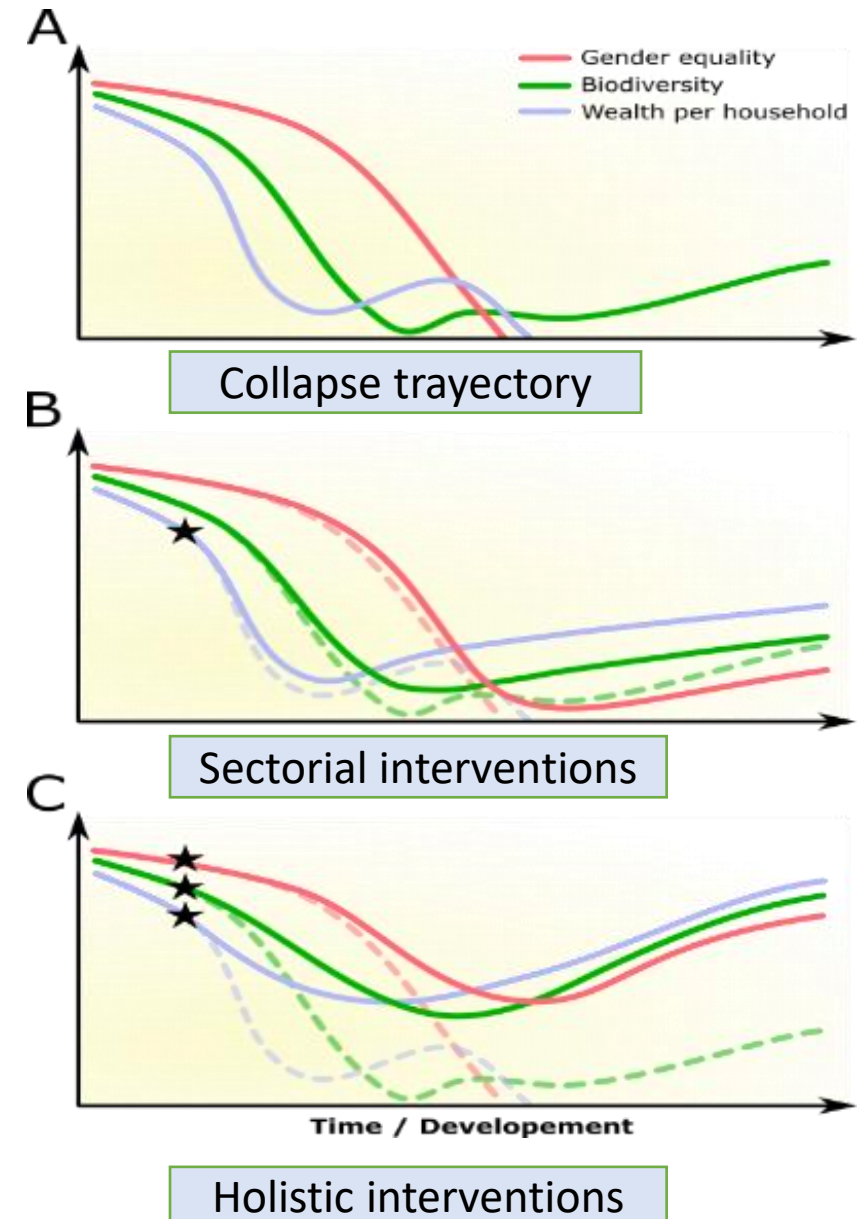 A
Gender equality
Biodiversity
Wealth per household
Collapse trayectory
B
Sectorial interventions
C
Time / Developement
Holistic interventions